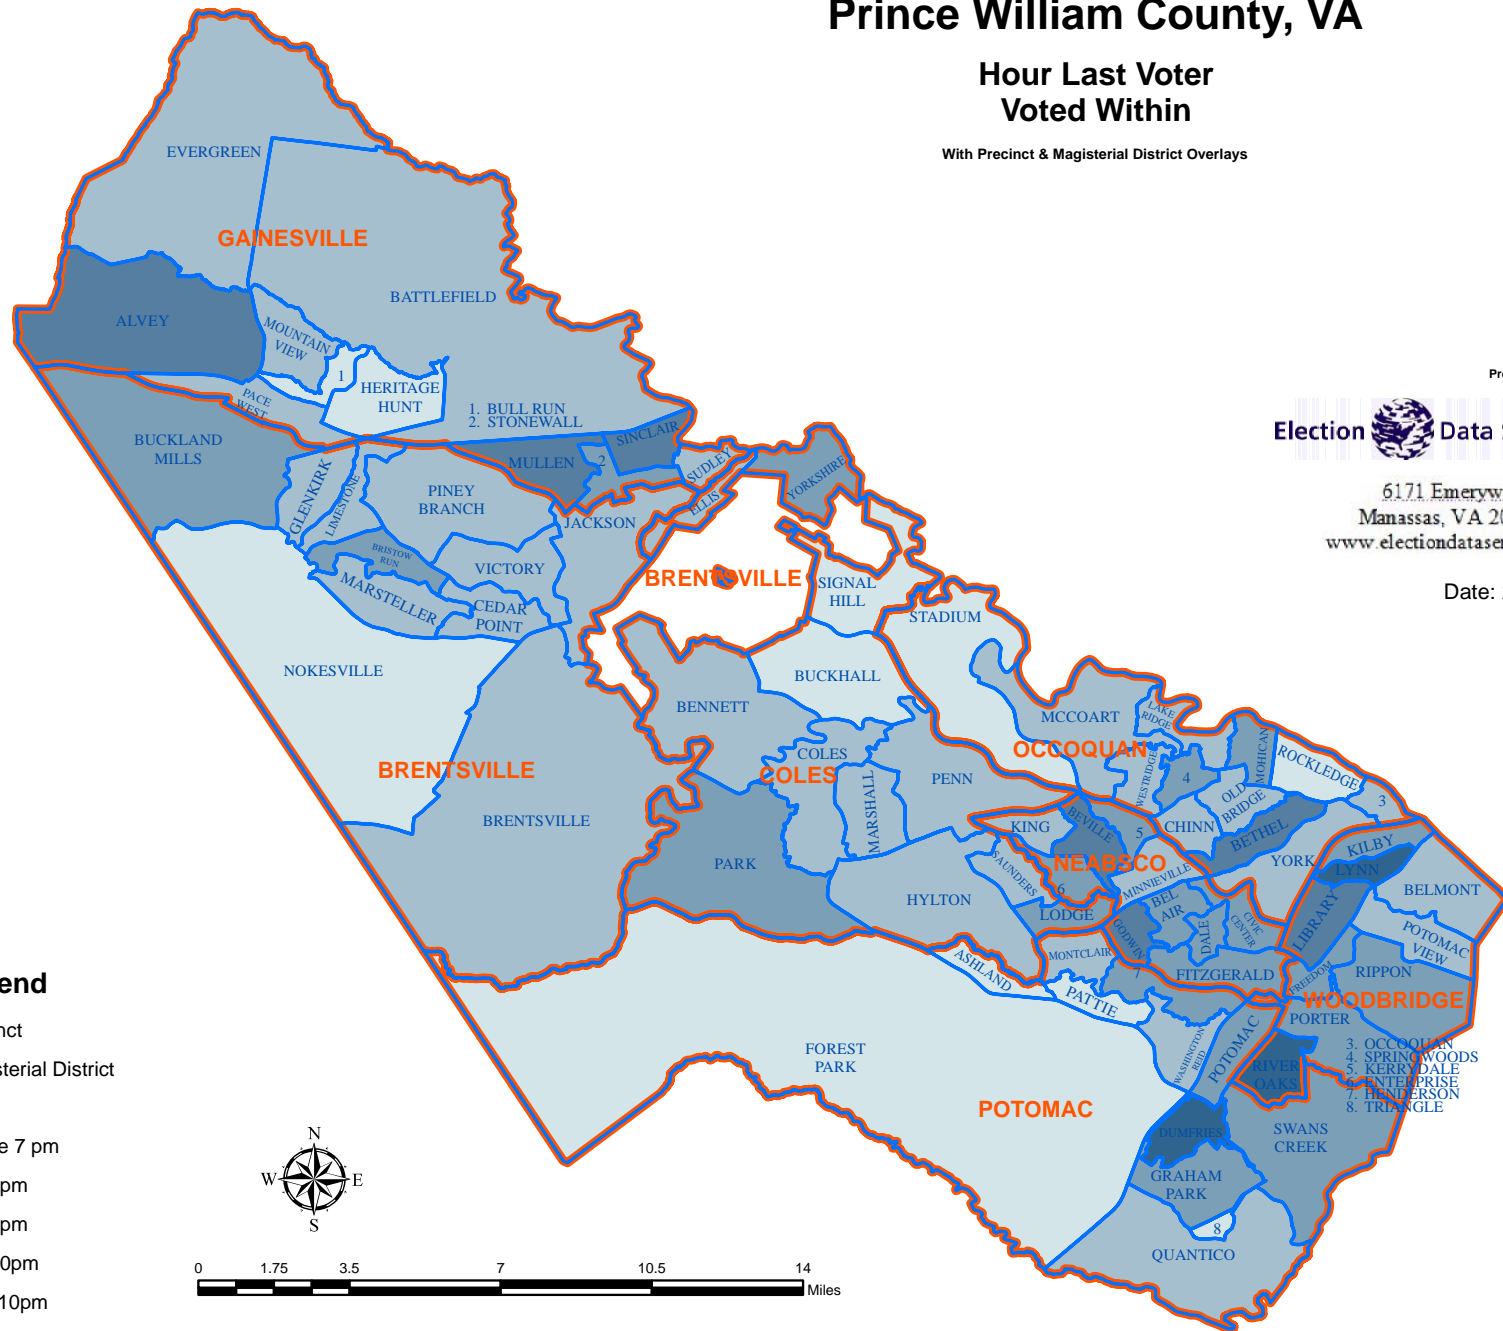 Prince William County, VA
Hour Last Voter
Voted Within
With Precinct & Magisterial District Overlays
EVERGREEN
GAINESVILLE
BATTLEFIELD
ALVEY
MOUNTAIN
VIEW
1
HERITAGE
HUNT
PACE
WEST
1. BULL RUN
2. STONEWALL
BUCKLAND
MILLS
SINCLAIR
MULLEN
2
SUDLEY
YORKSHIRE
GLENKIRK
LIMESTONE
PINEY
BRANCH
ELLIS
JACKSON
BRISTOW
RUN
VICTORY
BRENTSVILLE
SIGNAL
HILL
MARSTELLER
CEDAR
POINT
STADIUM
NOKESVILLE
BUCKHALL
BENNETT
MCCOART
LAKE
RIDGE
COLES
OCCOQUAN
MOHICAN
ROCKLEDGE
BRENTSVILLE
COLES
PENN
WESTRIDGE
4
OLD
BRIDGE
3
MARSHALL
BRENTSVILLE
KING
BEVILLE
5
CHINN
BETHEL
KILBY
PARK
NEABSCO
YORK
LYNN
SAUNDERS
6
MINNIEVILLE
BELMONT
HYLTON
LODGE
BEL
AIR
GODWIN
DALE
CIVIC
CENTER
LIBRARY
POTOMAC
VIEW
ASHLAND
MONTCLAIR
7
FITZGERALD
FREEDOM
RIPPON
PATTIE
WOODBRIDGE
PORTER
FOREST
PARK
WASHINGTON
REID
POTOMAC
RIVER
OAKS
3. OCCOQUAN
4. SPRINGWOODS
5. KERRYDALE
6. ENTERPRISE
7. HENDERSON
8. TRIANGLE
POTOMAC
DUMFRIES
SWANS
CREEK
GRAHAM
PARK
8
QUANTICO
Pr
Election Data
6171 Emeryw
Manassas, VA 20
www.electiondataser
Date:
end
nct
sterial District
e 7 pm
pm
pm
0pm
10pm
N
W E
S
0 1.75 3.5 7 10.5 14
Miles